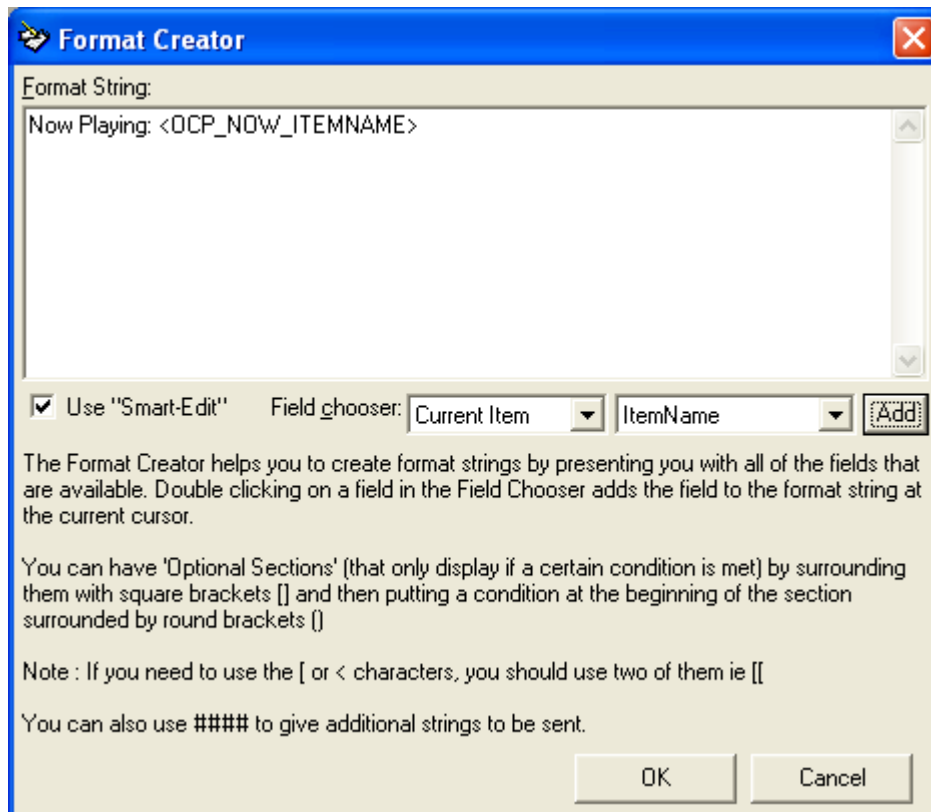 Format Creator
Format String:
Now Playing: <OCP_NOW_ITEMNAME>
Use "Smart-Edit" Field chooser: Current Item ItemName Add
The Format Creator helps you to create format strings by presenting you with all of the fields that
are available. Double clicking on a field in the Field Chooser adds the field to the format string at
the current cursor.
You can have 'Optional Sections' (that only display if a certain condition is met) by surrounding
them with square brackets [] and then putting a condition at the beginning of the section
surrounded by round brackets ()
Note : If you need to use the [ or < characters, you should use two of them ie [[
You can also use #### to give additional strings to be sent.
OK Cancel